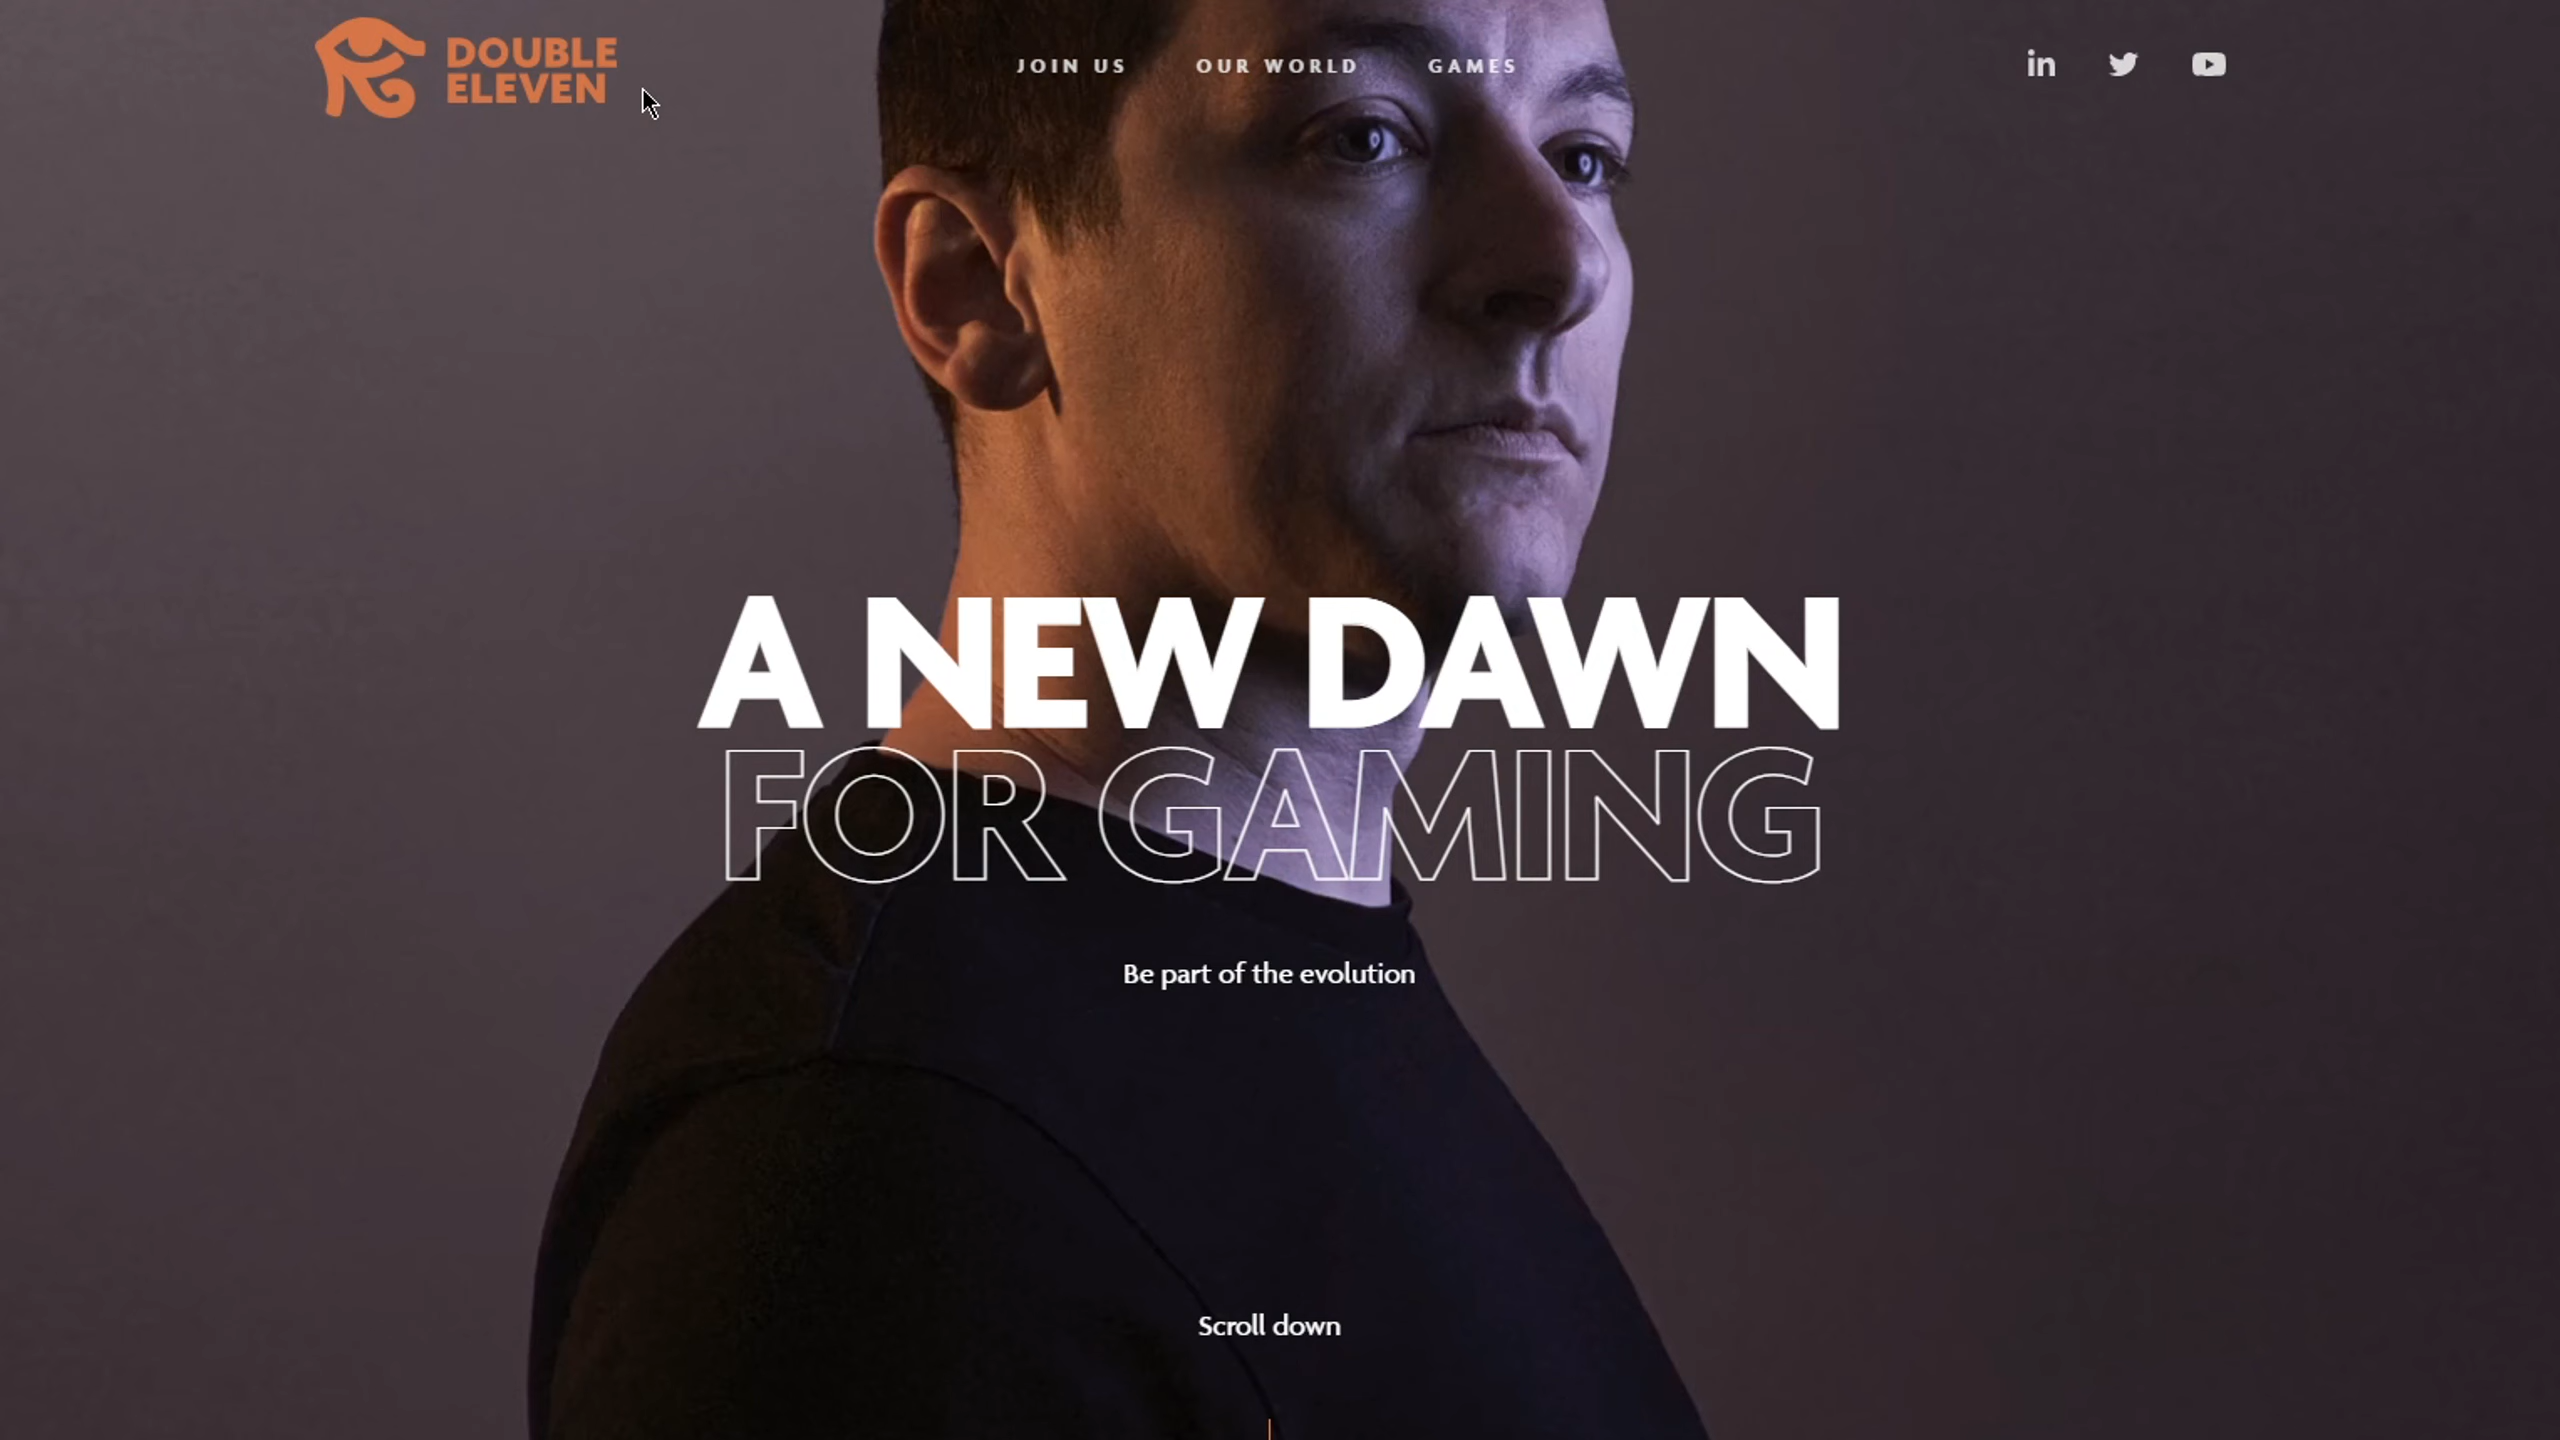 DOUBLE
ELEVEN
JOIN US
OUR WORLD
GAMES
in
A NEW DAWN
FOR GAMING
Be part of the evolution
Scroll down